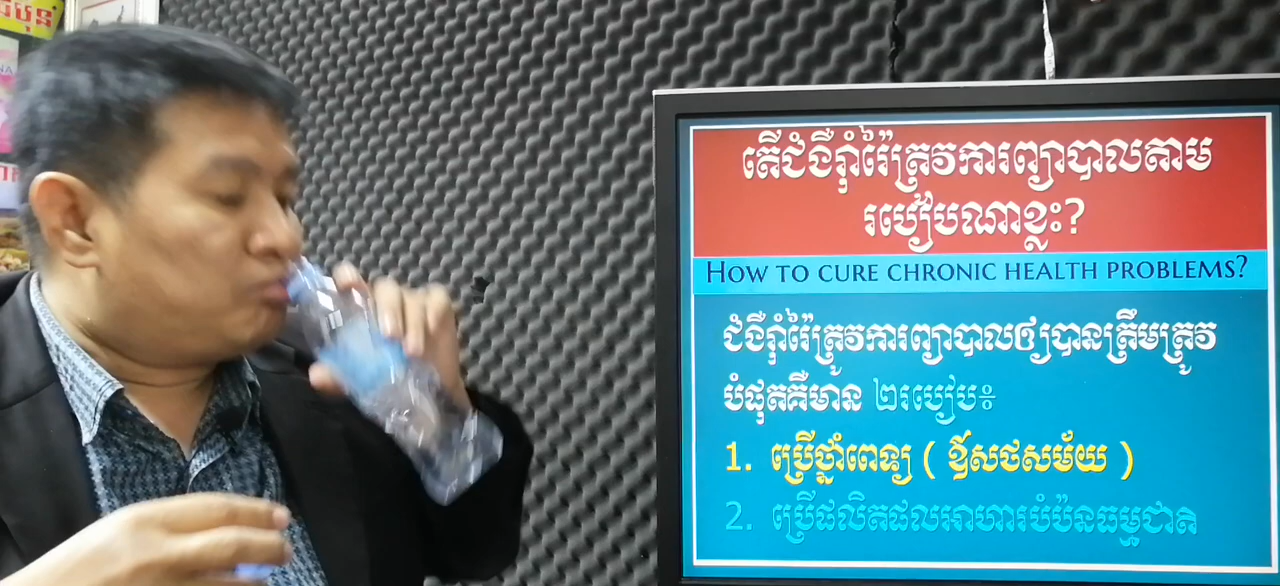 តើជំងឺរ៉ាំរ៉ៃត្រូវការព្យាបាលតាម
របៀបណាខ្លះ?
HOW TO CURE CHRONIC HEALTH PROBLEMS?
ជំងឺរ៉ាំរ៉ៃត្រូវការព្យាបាលឲ្យបានត្រឹមត្រូវ
បំផុតគឺមាន ២របៀប៖
1. ប្រើថ្នាំពេទ្យ ( ឱសថសម័យ )
2. ប្រើផលិតផលអាហារបំប៉នធម្មជាតិ